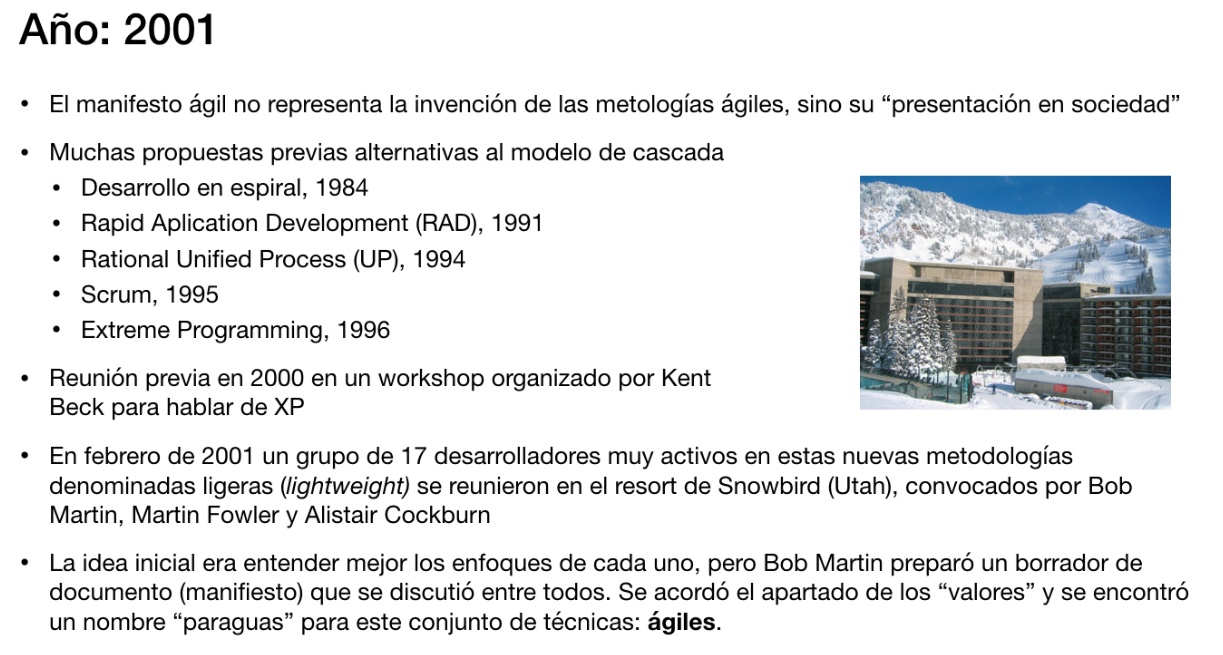 Año: 2001
• El manifesto ágil no representa la invención de las metologías ágiles, sino su “presentación en sociedad”
• Muchas propuestas previas alternativas al modelo de cascada
• Desarrollo en espiral, 1984
• Rapid Aplication Development (RAD), 1991
• Rational Unified Process (UP), 1994
• Scrum, 1995
• Extreme Programming, 1996
• Reunión previa en 2000 en un workshop organizado por Kent
Beck para hablar de XP
• En febrero de 2001 un grupo de 17 desarrolladores muy activos en estas nuevas metodologías
denominadas ligeras (lightweight) se reunieron en el resort de Snowbird (Utah), convocados por Bob
Martin, Martin Fowler y Alistair Cockburn
• La idea inicial era entender mejor los enfoques de cada uno, pero Bob Martin preparó un borrador de
documento (manifiesto) que se discutió entre todos. Se acordó el apartado de los “valores” y se encontró
un nombre “paraguas” para este conjunto de técnicas: ágiles.